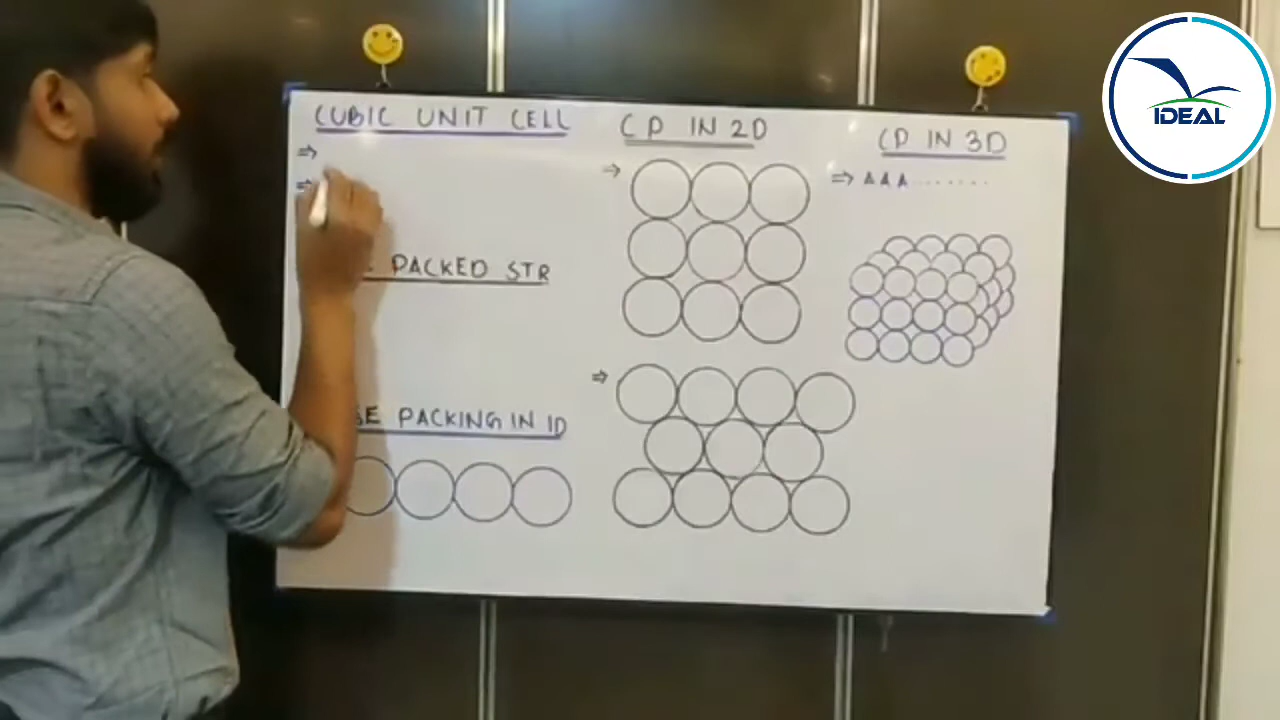 CUBIC UNIT CELL
⇒
⇒
PACKED STR
PACKING IN 1D
CP IN 2D
⇒
⇒
CP IN 3D
⇒ AAA.......
IDEAL